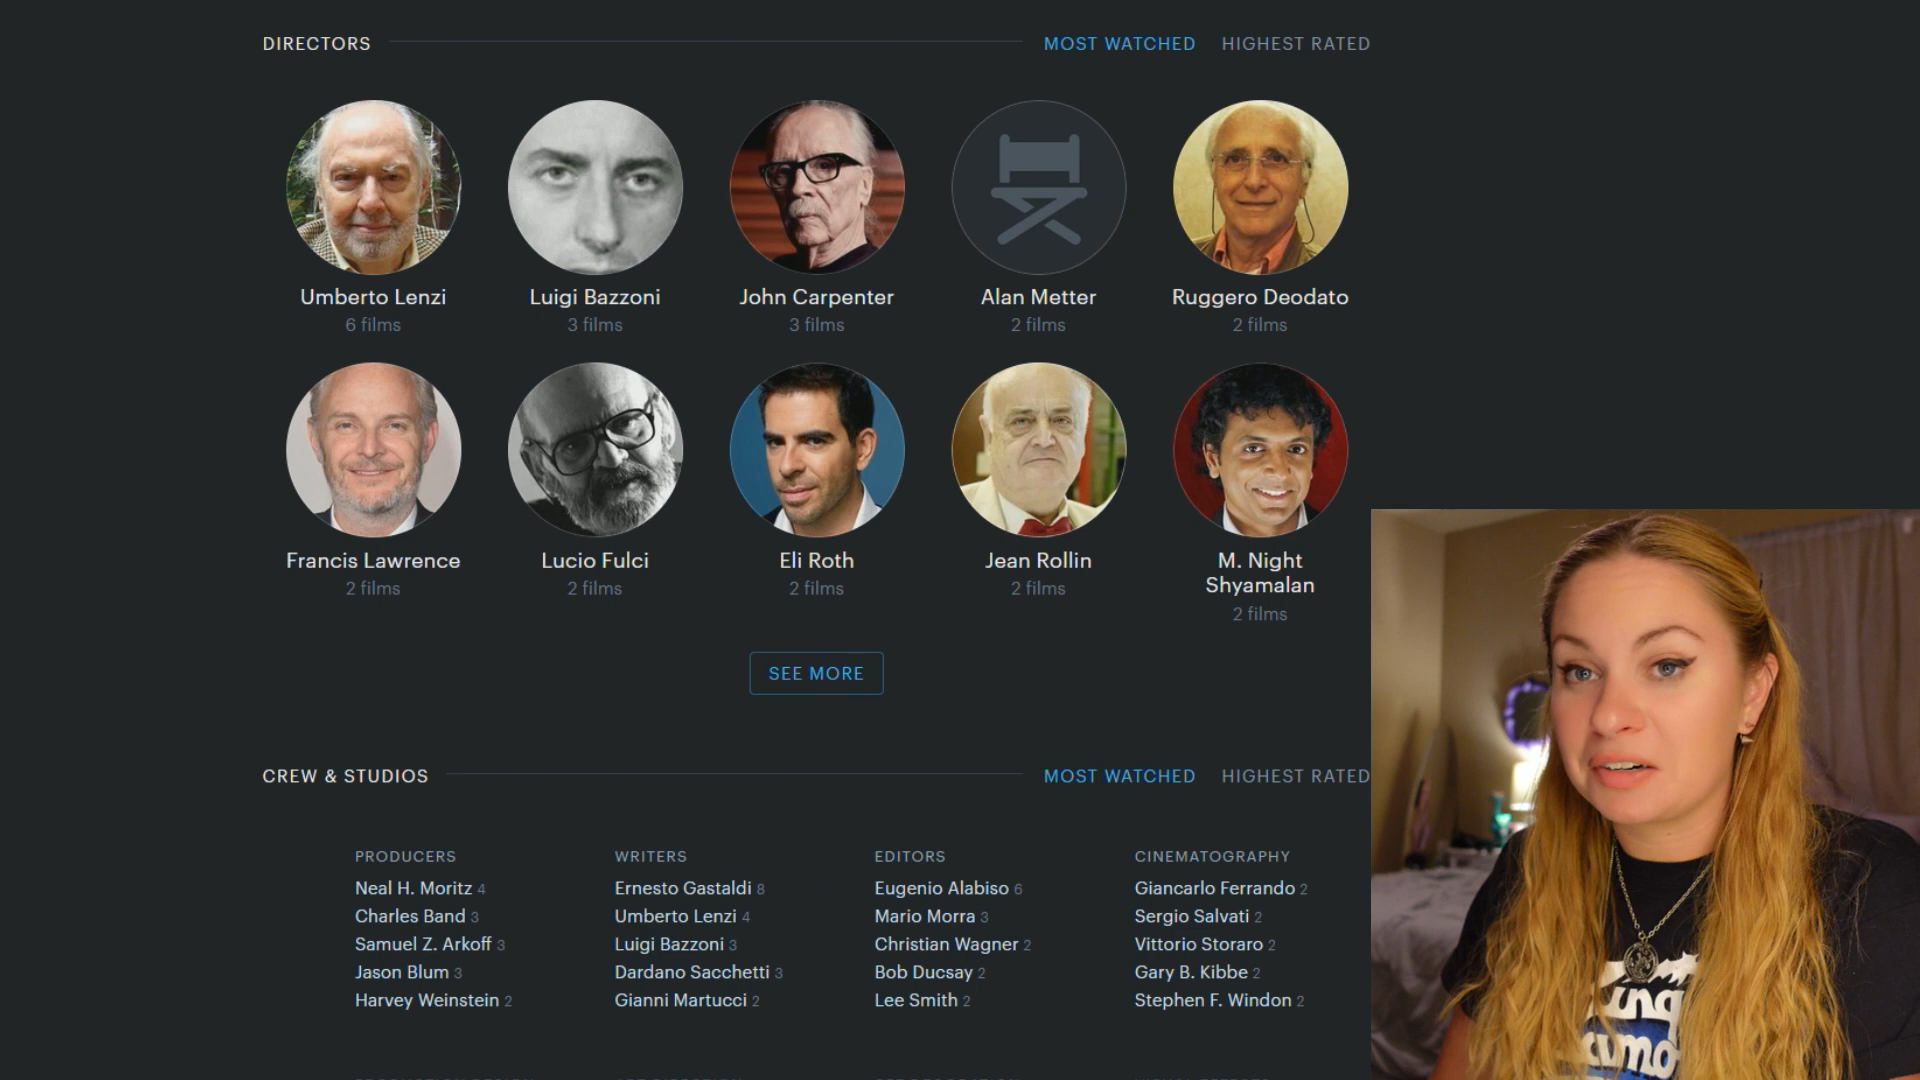 DIRECTORS
MOST WATCHED HIGHEST RATED
Umberto Lenzi
6 films
Luigi Bazzoni
3 films
John Carpenter
3 films
Alan Metter
2 films
Ruggero Deodato
2 films
Francis Lawrence
2 films
Lucio Fulci
2 films
Eli Roth
2 films
Jean Rollin
2 films
M. Night
Shyamalan
2 films
SEE MORE
CREW & STUDIOS
MOST WATCHED HIGHEST RATED
PRODUCERS
Neal H. Moritz 4
Charles Band 3
Samuel Z. Arkoff 3
Jason Blum 3
Harvey Weinstein 2
WRITERS
Ernesto Gastaldi 8
Umberto Lenzi 4
Luigi Bazzoni 3
Dardano Sacchetti 3
Gianni Martucci 2
EDITORS
Eugenio Alabiso 6
Mario Morra 3
Christian Wagner 2
Bob Ducsay 2
Lee Smith 2
CINEMATOGRAPHY
Giancarlo Ferrando 2
Sergio Salvati 2
Vittorio Storaro 2
Gary B. Kibbe 2
Stephen F. Windon 2